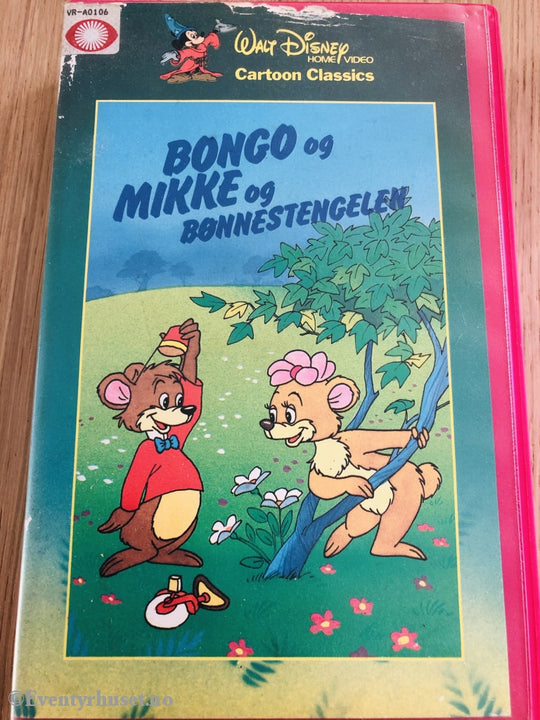 VR-A0106
WALT DISNEY
HOME VIDEO
Cartoon Classics
BONGO og
MIKKE og
BØNNESTENGELEN
©Eventyrhuset.no